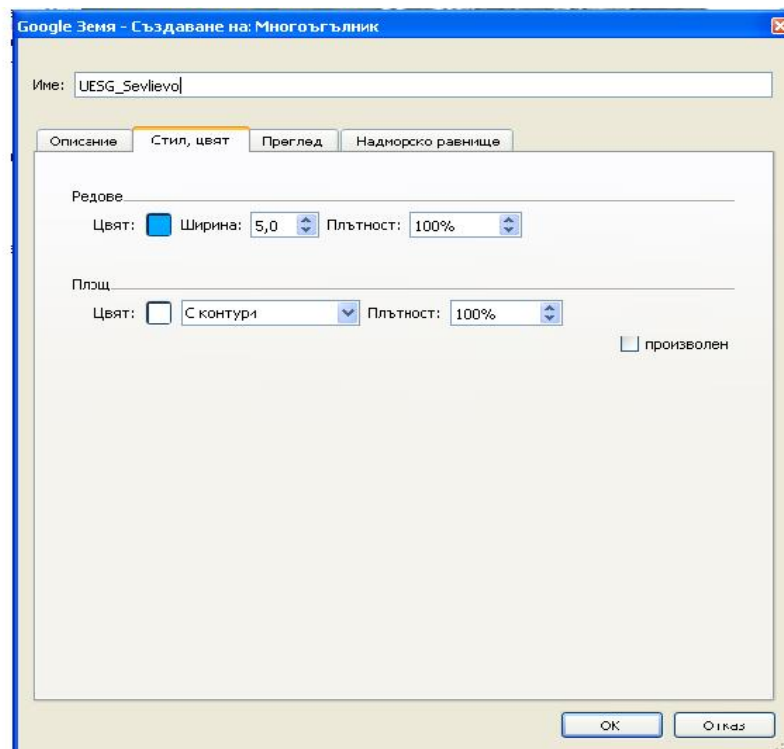 Google Земя - Създаване на: Многоъгълник
Име: UESG_Sevlievo
Описание Стил, цвят Преглед Надморско равнище
Редове
Цвят: Ширина: 5,0 Плътност: 100%
Площ
Цвят: С контури Плътност: 100%
произволен
ОК Отказ